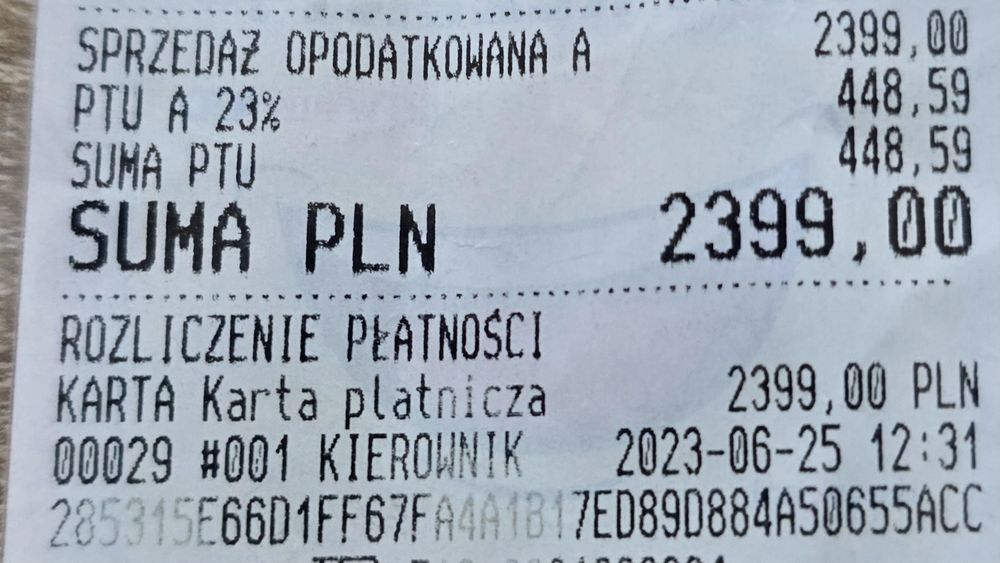 SPRZEDAŻ OPODATKOWANA A 2399,00
PTU A 23% 448,59
SUMA PTU 448,59
SUMA PLN 2399,00
ROZLICZENIE PŁATNOŚCI
KARTA Karta płatnicza 2399,00 PLN
00029 #001 KIEROWNIK 2023-06-25 12:31
285315E66D1FF67FA4A1B17ED89D884A50655ACC